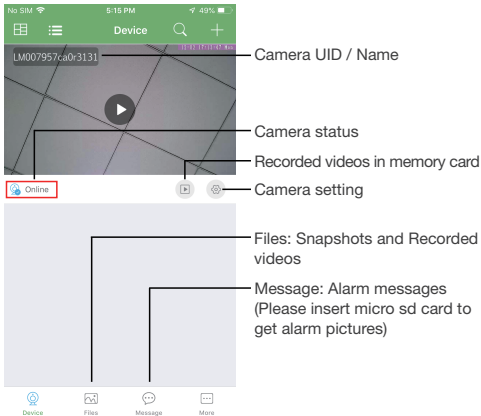 No SIM 5:15 PM 49%
Device
LM007957ca0r3131
Camera UID / Name
Camera status
Recorded videos in memory card
Online
Camera setting
Files: Snapshots and Recorded
videos
Message: Alarm messages
(Please insert micro sd card to
get alarm pictures)
Device Files Message More